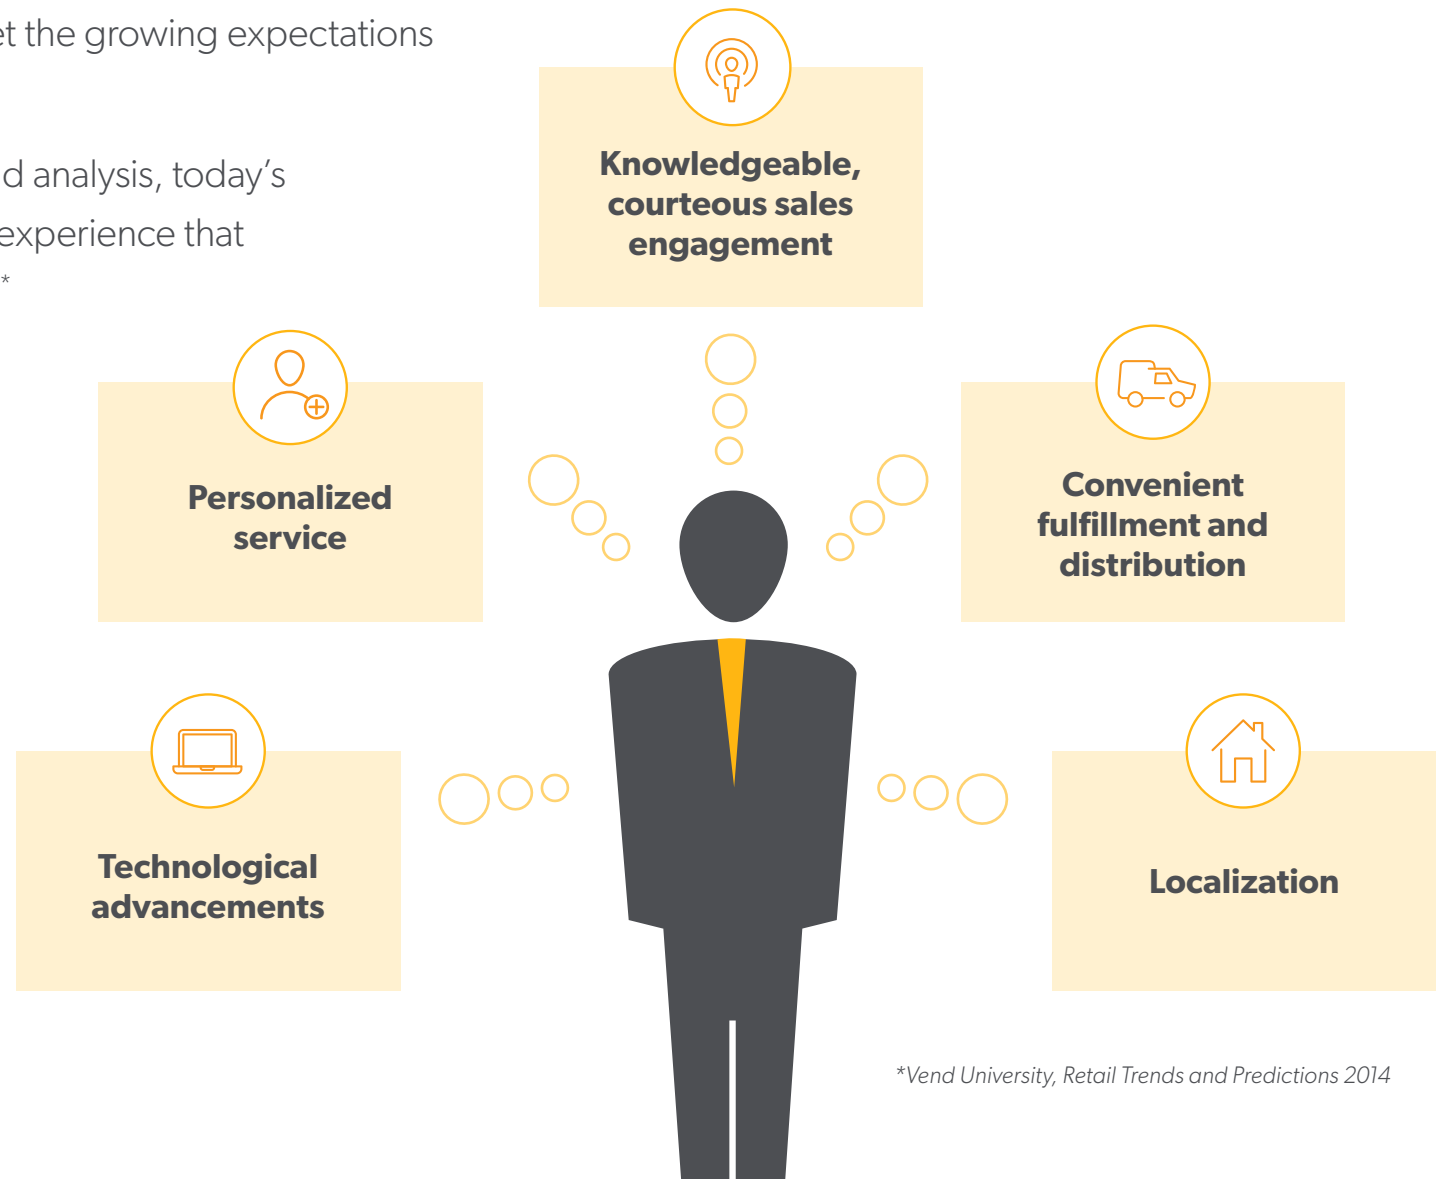 the growing expectations
analysis, today's
experience that
*
Knowledgeable,
courteous sales
engagement
Personalized
service
Convenient
fulfillment and
distribution
Technological
advancements
Localization
*Vend University, Retail Trends and Predictions 2014